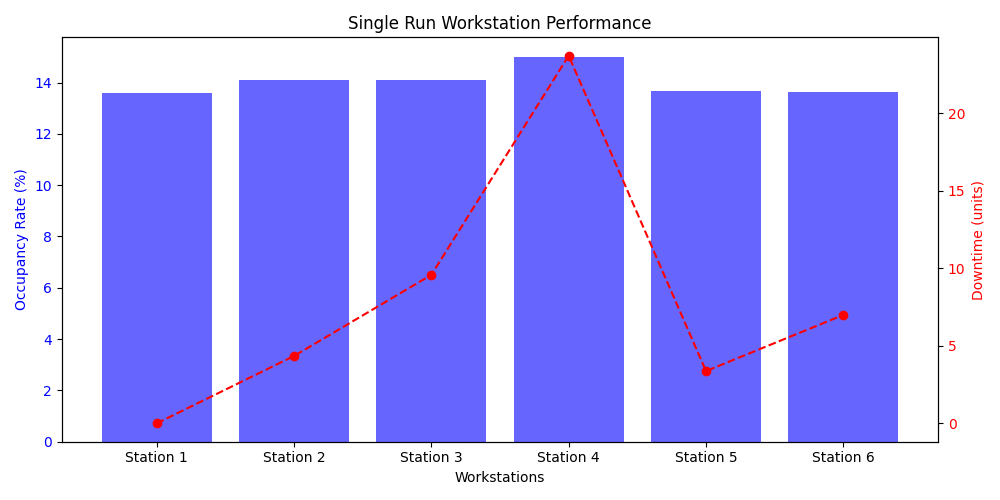 Single Run Workstation Performance
Occupancy Rate (%)
14
12
10
8
6
4
2
0
20
15
10
5
0
Downtime (units)
Station 1
Station 2
Station 3
Station 4
Station 5
Station 6
Workstations